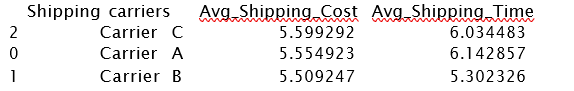 Shipping carriers Avg_Shipping_Cost Avg_Shipping_Time
2 Carrier C 5.599292 6.034483
0 Carrier A 5.554923 6.142857
1 Carrier B 5.509247 5.302326